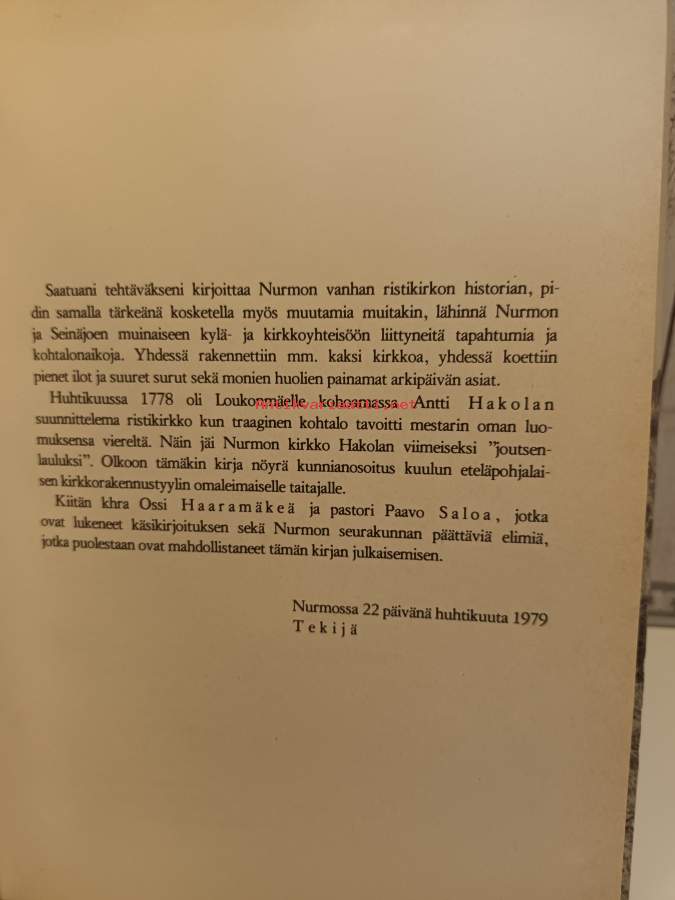 Saatuani tehtäväkseni kirjoittaa Nurmon vanhan ristikirkon historian, pi-
din samalla tärkeänä kosketella myös muutamia muitakin, lähinnä Nurmon
ja Seinäjoen muinaiseen kylä- ja kirkkoyhteisöön liittyneitä tapahtumia ja
kohtalonaikoja. Yhdessä rakennettiin mm. kaksi kirkkoa, yhdessä koettiin
pienet ilot ja suuret surut sekä monien huolien painamat arkipäivän asiat.
Huhtikuussa 1778 oli Loukonmäelle kohoamassa Antti Hakolan
antikvariaatti.net
suunnittelema ristikirkko kun traaginen kohtalo tavoitti mestarin oman luo-
muksensa viereltä. Näin jäi Nurmon kirkko Hakolan viimeiseksi ”joutsen-
lauluksi”. Olkoon tämäkin kirja nöyrä kunnianosoitus kuulun eteläpohjalai-
sen kirkkorakennustyylin omaleimaiselle taitajalle.
Kiitän khra Ossi Haaramäkeä ja pastori Paavo Saloa, jotka
ovat lukeneet käsikirjoituksen sekä Nurmon seurakunnan päättäviä elimiä,
jotka puolestaan ovat mahdollistaneet tämän kirjan julkaisemisen.
Nurmossa 22 päivänä huhtikuuta 1979
Tekijä